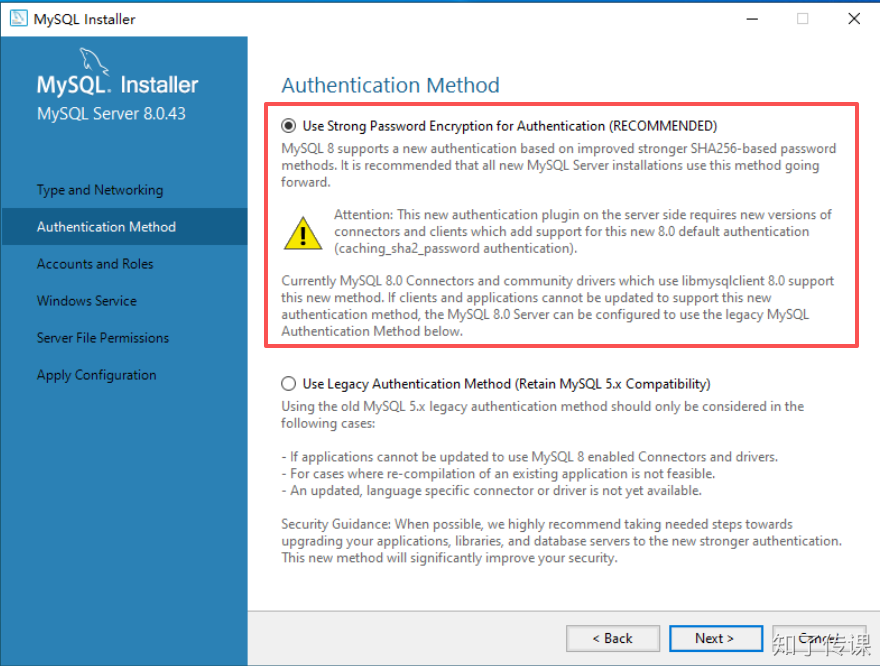 MySQL Installer
MySQL. Installer
MySQL Server 8.0.43
Type and Networking
Authentication Method
Accounts and Roles
Windows Service
Server File Permissions
Apply Configuration
Authentication Method
Use Strong Password Encryption for Authentication (RECOMMENDED)
MySQL 8 supports a new authentication based on improved stronger SHA256-based password
methods. It is recommended that all new MySQL Server installations use this method going
forward.
Attention: This new authentication plugin on the server side requires new versions of
connectors and clients which add support for this new 8.0 default authentication
(caching_sha2_password authentication).
Currently MySQL 8.0 Connectors and community drivers which use libmysqlclient 8.0 support
this new method. If clients and applications cannot be updated to support this new
authentication method, the MySQL 8.0 Server can be configured to use the legacy MySQL
Authentication Method below.
Use Legacy Authentication Method (Retain MySQL 5.x Compatibility)
Using the old MySQL 5.x legacy authentication method should only be considered in the
following cases:
- If applications cannot be updated to use MySQL 8 enabled Connectors and drivers.
- For cases where re-compilation of an existing application is not feasible.
- An updated, language specific connector or driver is not yet available.
Security Guidance: When possible, we highly recommend taking needed steps towards
upgrading your applications, libraries, and database servers to the new stronger authentication.
This new method will significantly improve your security.
< Back
Next >
Cancel
知了传课